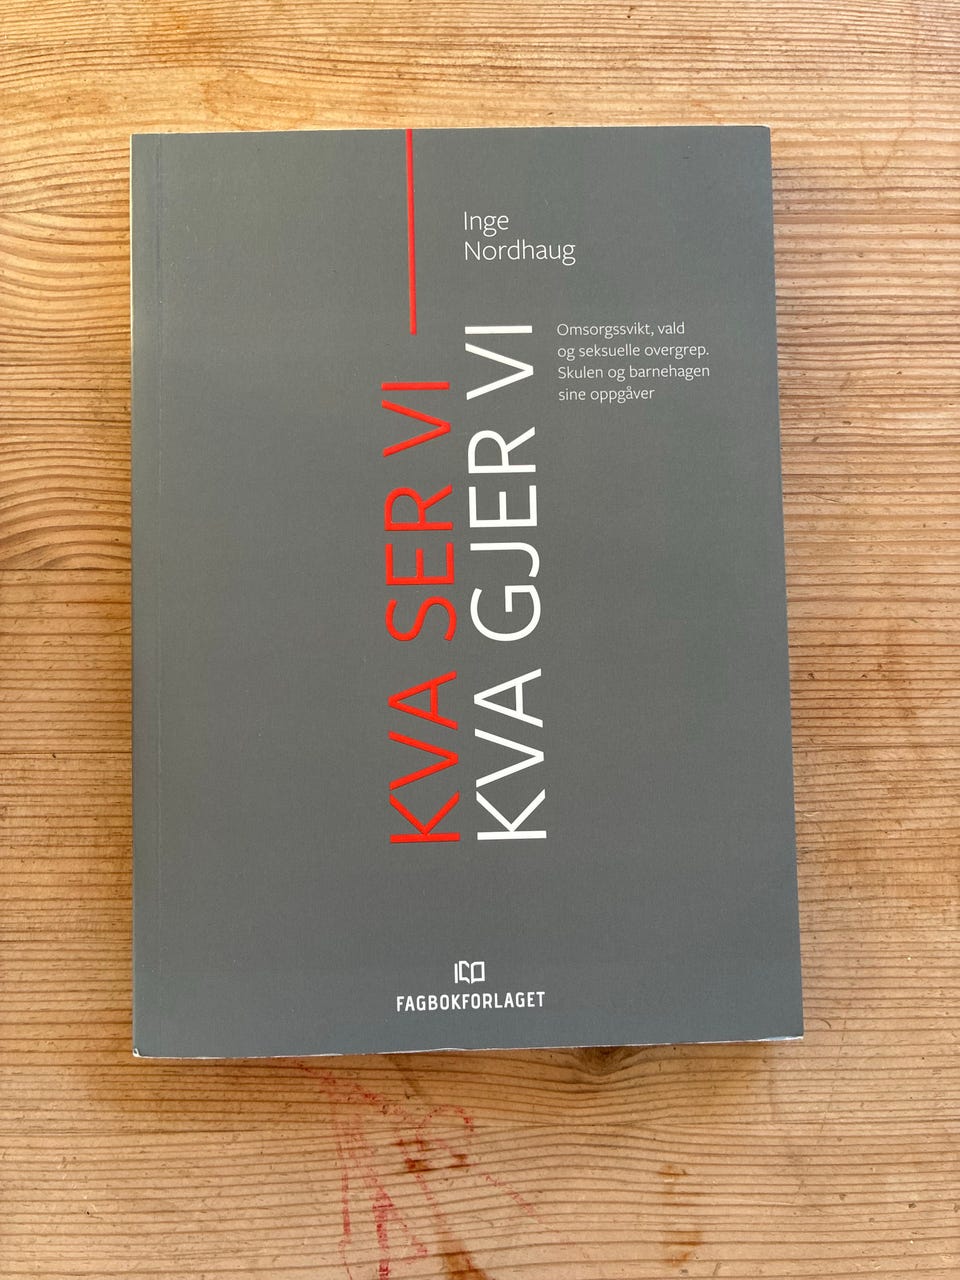 Inge
Nordhaug
KVA SER VI
KVA GJER VI
Omsorgssvikt, vald
og seksuelle overgrep.
Skulen og barnehagen
sine oppgåver
FAGBOKFORLAGET